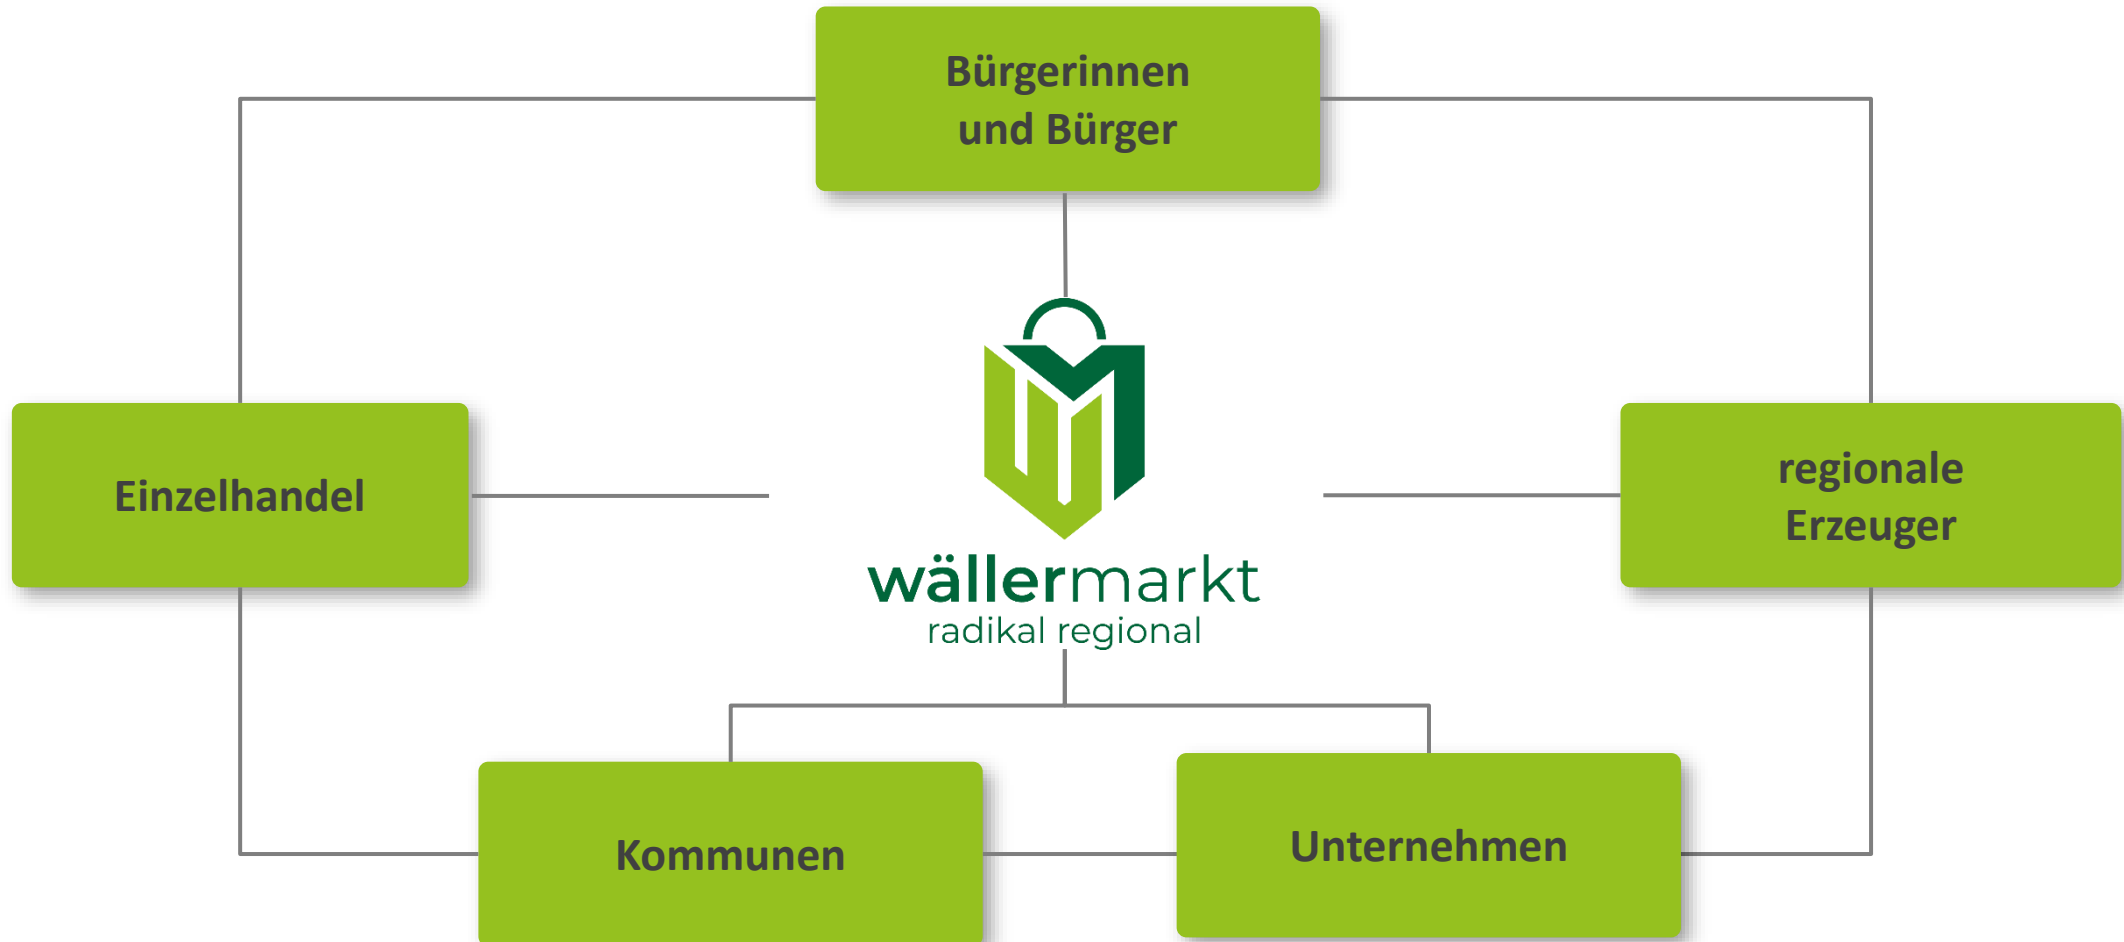 Bürgerinnen
und Bürger
Einzelhandel
regionale
Erzeuger
wällermarkt
radikal regional
Kommunen
Unternehmen